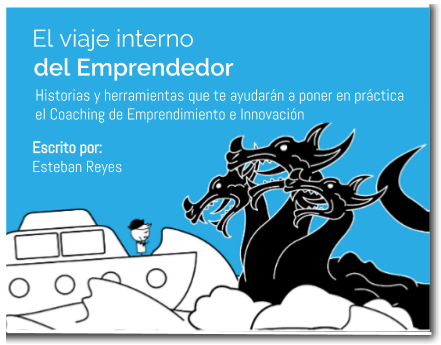 El viaje interno
del Emprendedor
Historias y herramientas que te ayudarán a poner en práctica
el Coaching de Emprendimiento e Innovación
Escrito por:
Esteban Reyes